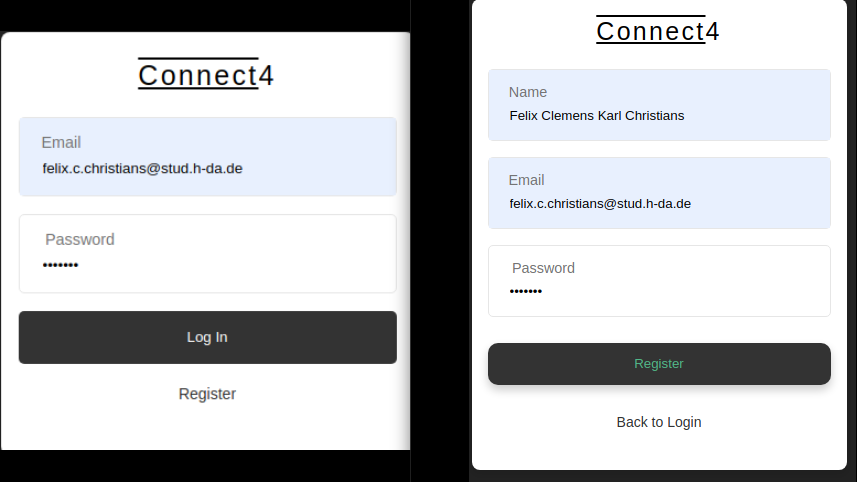 Connect4
Email
felix.c.christians@stud.h-da.de
Password
•••••••
Log In
Register
Connect4
Name
Felix Clemens Karl Christians
Email
felix.c.christians@stud.h-da.de
Password
•••••••
Register
Back to Login